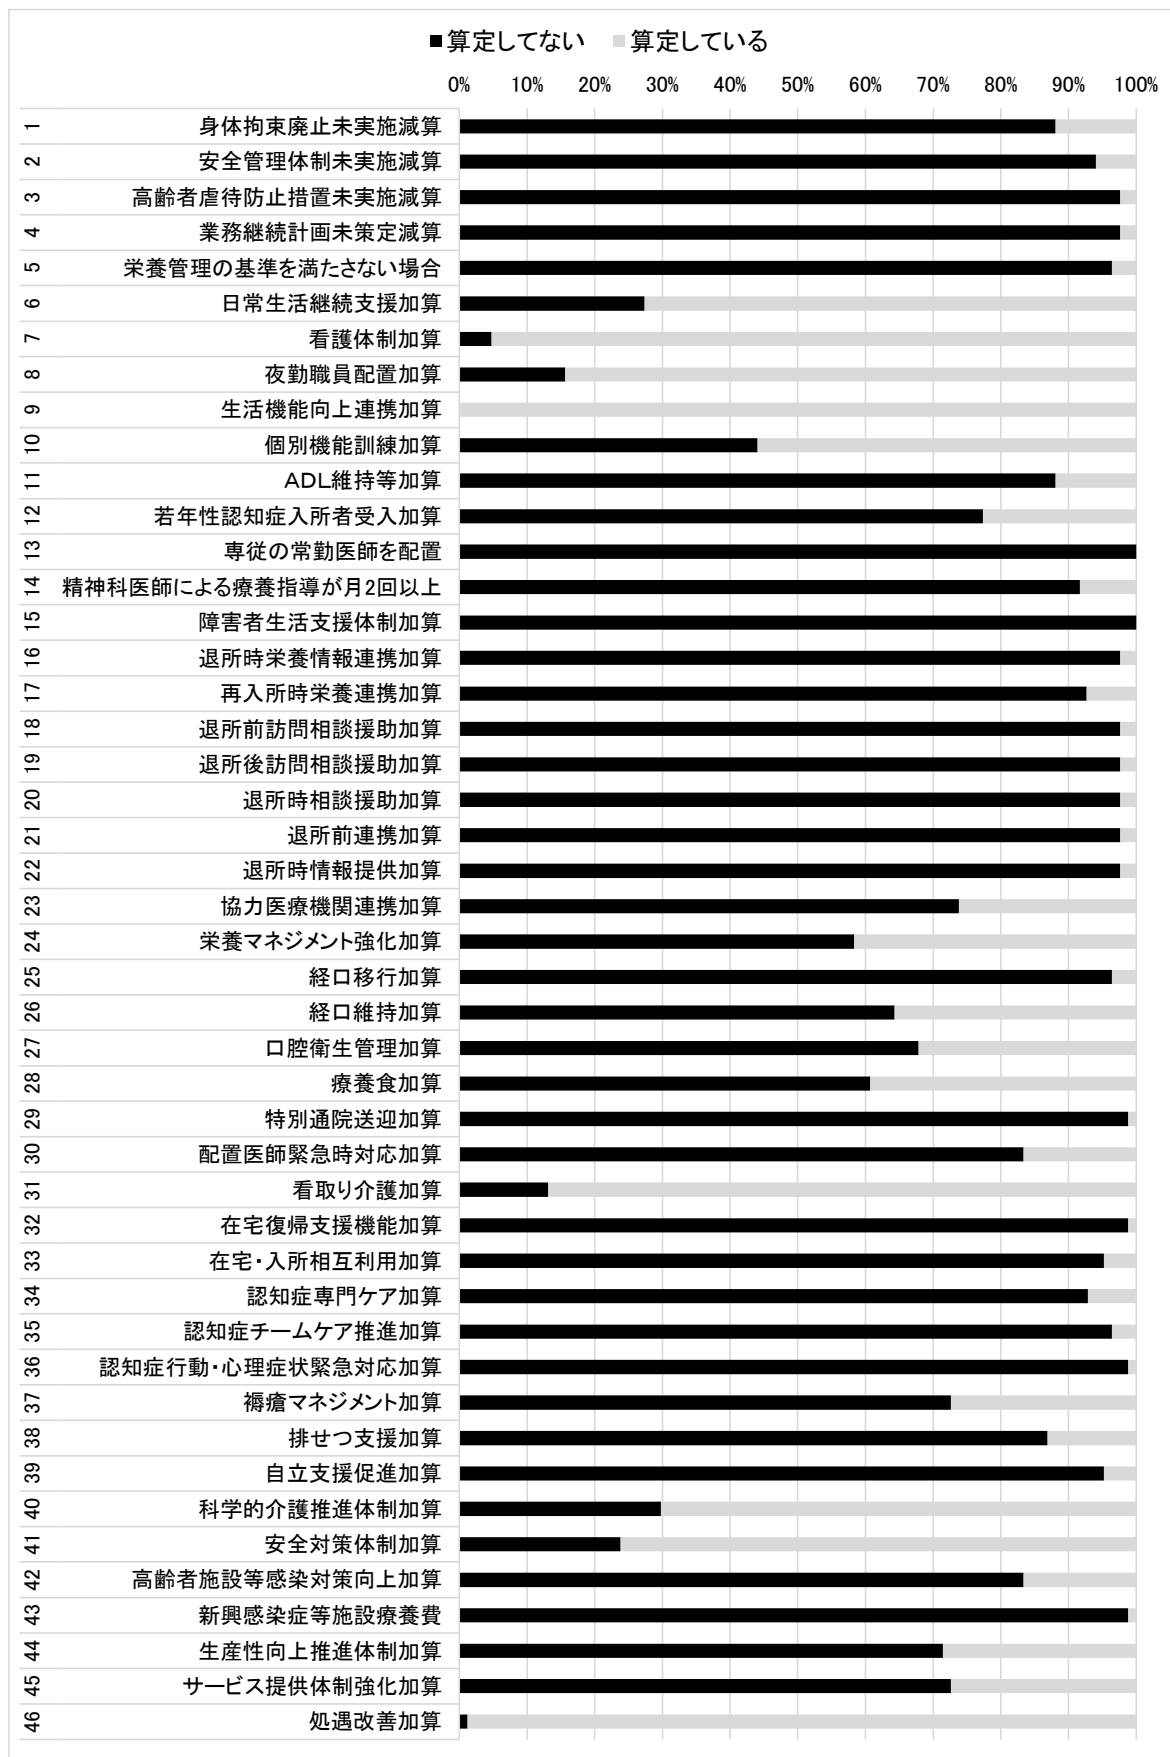 ■算定してない ■算定している
0% 10% 20% 30% 40% 50% 60% 70% 80% 90% 100%
1 身体拘束廃止未実施減算
2 安全管理体制未実施減算
3 高齢者虐待防止措置未実施減算
4 業務継続計画未策定減算
5 栄養管理の基準を満たさない場合
6 日常生活継続支援加算
7 看護体制加算
8 夜勤職員配置加算
9 生活機能向上連携加算
10 個別機能訓練加算
11 ADL維持等加算
12 若年性認知症入所者受入加算
13 専従の常勤医師を配置
14 精神科医師による療養指導が月2回以上
15 障害者生活支援体制加算
16 退所時栄養情報連携加算
17 再入所時栄養連携加算
18 退所前訪問相談援助加算
19 退所後訪問相談援助加算
20 退所時相談援助加算
21 退所前連携加算
22 退所時情報提供加算
23 協力医療機関連携加算
24 栄養マネジメント強化加算
25 経口移行加算
26 経口維持加算
27 口腔衛生管理加算
28 療養食加算
29 特別通院送迎加算
30 配置医師緊急時対応加算
31 看取り介護加算
32 在宅復帰支援機能加算
33 在宅・入所相互利用加算
34 認知症専門ケア加算
35 認知症チームケア推進加算
36 認知症行動・心理症状緊急対応加算
37 褥瘡マネジメント加算
38 排せつ支援加算
39 自立支援促進加算
40 科学的介護推進体制加算
41 安全対策体制加算
42 高齢者施設等感染対策向上加算
43 新興感染症等施設療養費
44 生産性向上推進体制加算
45 サービス提供体制強化加算
46 処遇改善加算